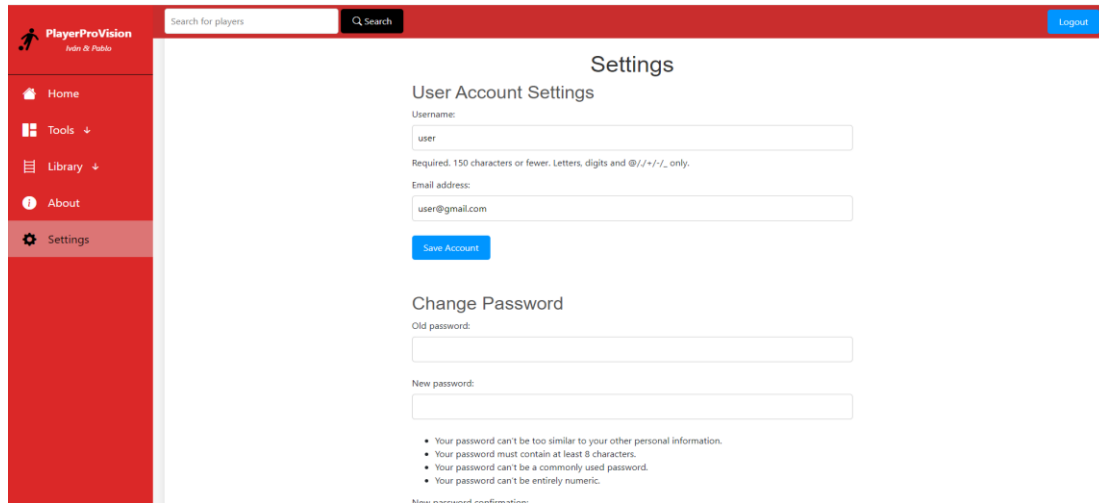 PlayerProVision
Iván & Pablo
Search for players
Search
Logout
Home
Tools
Library
About
Settings
Settings
User Account Settings
Username:
user
Required. 150 characters or fewer. Letters, digits and @/./+/-/_ only.
Email address:
user@gmail.com
Save Account
Change Password
Old password:
New password:
• Your password can't be too similar to your other personal information.
• Your password must contain at least 8 characters.
• Your password can't be a commonly used password.
• Your password can't be entirely numeric.
New password confirmation: